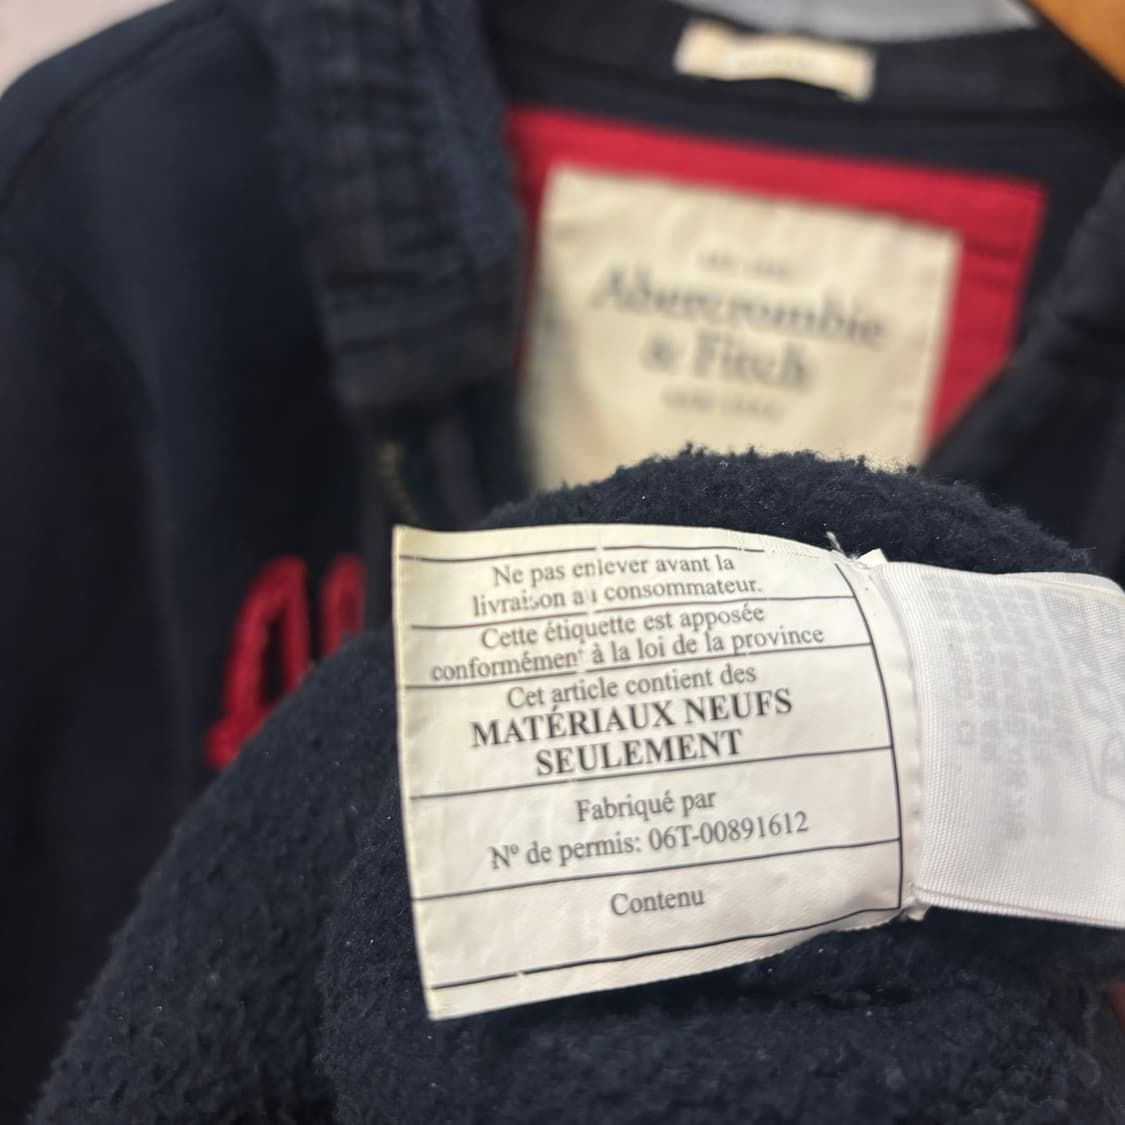 Abercrombie
& Fitch
Ne pas enlever avant la
livraison au consommateur.
Cette étiquette est apposée
conformément à la loi de la province
Cet article contient des
MATÉRIAUX NEUFS
SEULEMENT
Fabriqué par
Nº de permis: 06T-00891612
Contenu